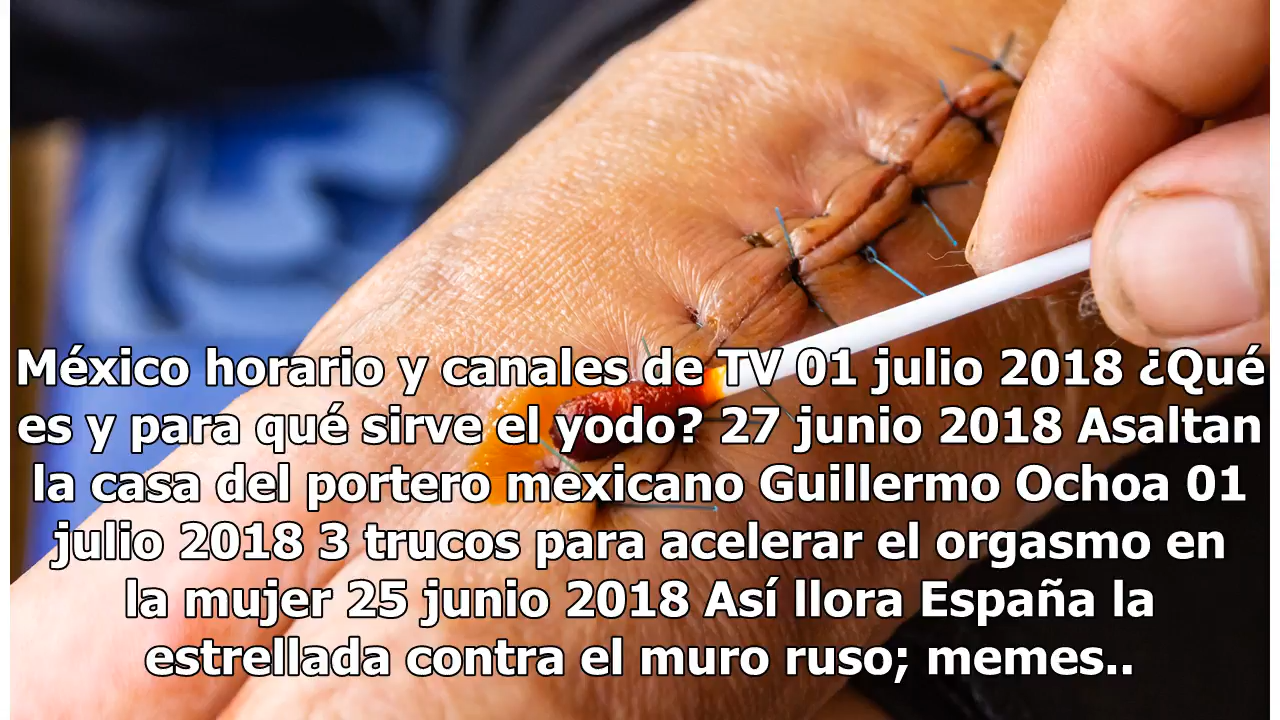 México horario y canales de TV 01 julio 2018 ¿Qué
es y para qué sirve el yodo? 27 junio 2018 Asaltan
la casa del portero mexicano Guillermo Ochoa 01
julio 2018 3 trucos para acelerar el orgasmo en
la mujer 25 junio 2018 Así llora España la
estrellada contra el muro ruso; memes..